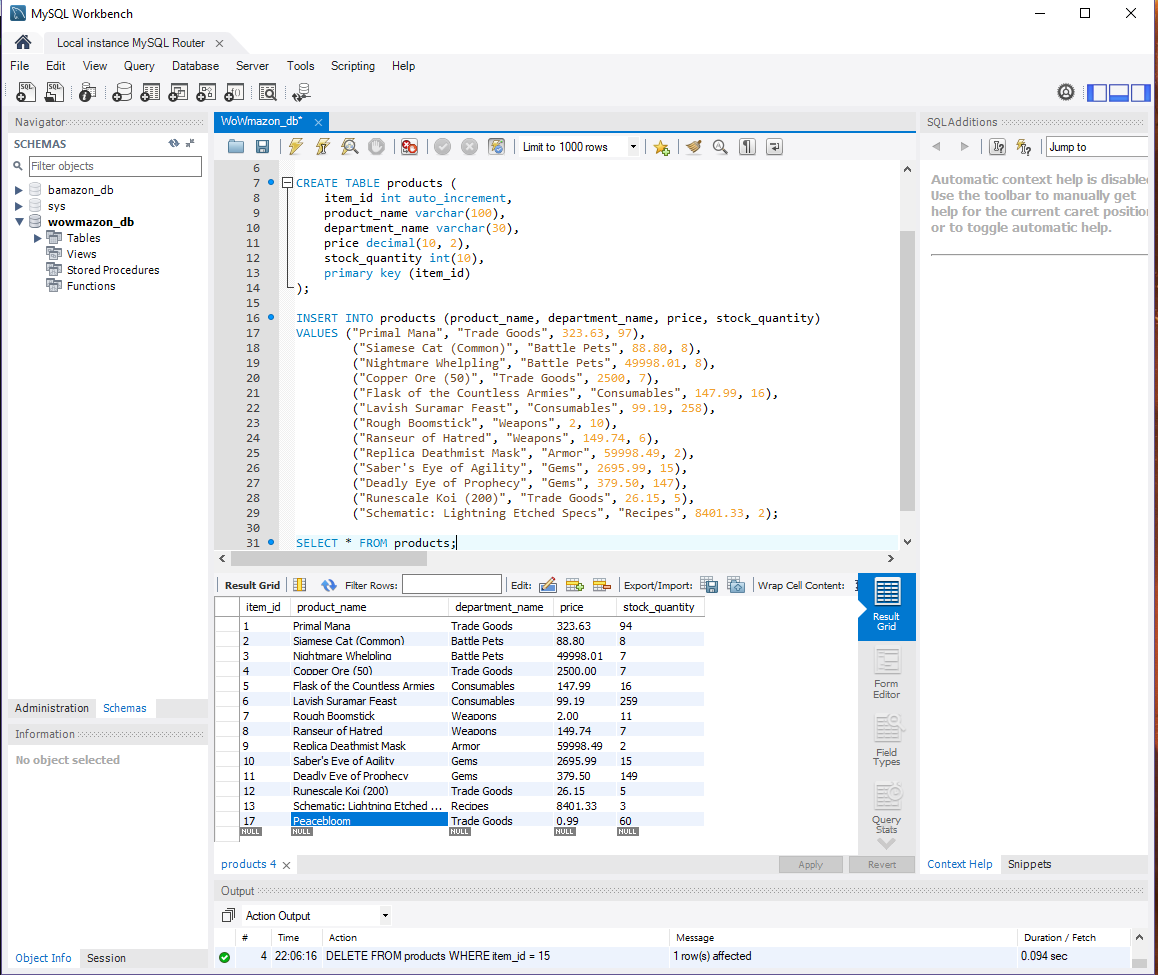 MySQL Workbench
Local instance MySQL Router
File Edit View Query Database Server Tools Scripting Help
Navigator
SCHEMAS
Filter objects
bamazon_db
sys
wowmazon_db
Tables
Views
Stored Procedures
Functions
Administration Schemas
Information
No object selected
Object Info Session
WoWmazon_db*
Limit to 1000 rows
6
7 CREATE TABLE products (
8 item_id int auto_increment,
9 product_name varchar(100),
10 department_name varchar(30),
11 price decimal(10, 2),
12 stock_quantity int(10),
13 primary key (item_id)
14 );
15
16 INSERT INTO products (product_name, department_name, price, stock_quantity)
17 VALUES ("Primal Mana", "Trade Goods", 323.63, 97),
18 ("Siamese Cat (Common)", "Battle Pets", 88.80, 8),
19 ("Nightmare Whelpling", "Battle Pets", 49998.01, 8),
20 ("Copper Ore (50)", "Trade Goods", 2500, 7),
21 ("Flask of the Countless Armies", "Consumables", 147.99, 16),
22 ("Lavish Suramar Feast", "Consumables", 99.19, 258),
23 ("Rough Boomstick", "Weapons", 2, 10),
24 ("Ranseur of Hatred", "Weapons", 149.74, 6),
25 ("Replica Deathmist Mask", "Armor", 59998.49, 2),
26 ("Saber's Eye of Agility", "Gems", 2695.99, 15),
27 ("Deadly Eye of Prophecy", "Gems", 379.50, 147),
28 ("Runescale Koi (200)", "Trade Goods", 26.15, 5),
29 ("Schematic: Lightning Etched Specs", "Recipes", 8401.33, 2);
30
31 SELECT * FROM products;
Result Grid Filter Rows: Edit: Export/Import: Wrap Cell Content:
item_id product_name department_name price stock_quantity
1 Primal Mana Trade Goods 323.63 94
2 Siamese Cat (Common) Battle Pets 88.80 8
3 Nightmare Whelpling Battle Pets 49998.01 7
4 Copper Ore (50) Trade Goods 2500.00 7
5 Flask of the Countless Armies Consumables 147.99 16
6 Lavish Suramar Feast Consumables 99.19 259
7 Rough Boomstick Weapons 2.00 11
8 Ranseur of Hatred Weapons 149.74 7
9 Replica Deathmist Mask Armor 59998.49 2
10 Saber's Eye of Agility Gems 2695.99 15
11 Deadly Eye of Prophecy Gems 379.50 149
12 Runescale Koi (200) Trade Goods 26.15 5
13 Schematic: Lightning Etched ... Recipes 8401.33 3
17 Peacebloom Trade Goods 0.99 60
NULL NULL NULL NULL NULL
Result Grid
Form Editor
Field Types
Query Stats
products 4 Apply Revert
SQLAdditions
Jump to
Automatic context help is disable
Use the toolbar to manually get
help for the current caret positio
or to toggle automatic help.
Context Help Snippets
Output
Action Output
# Time Action Message Duration / Fetch
4 22:06:16 DELETE FROM products WHERE item_id = 15 1 row(s) affected 0.094 sec